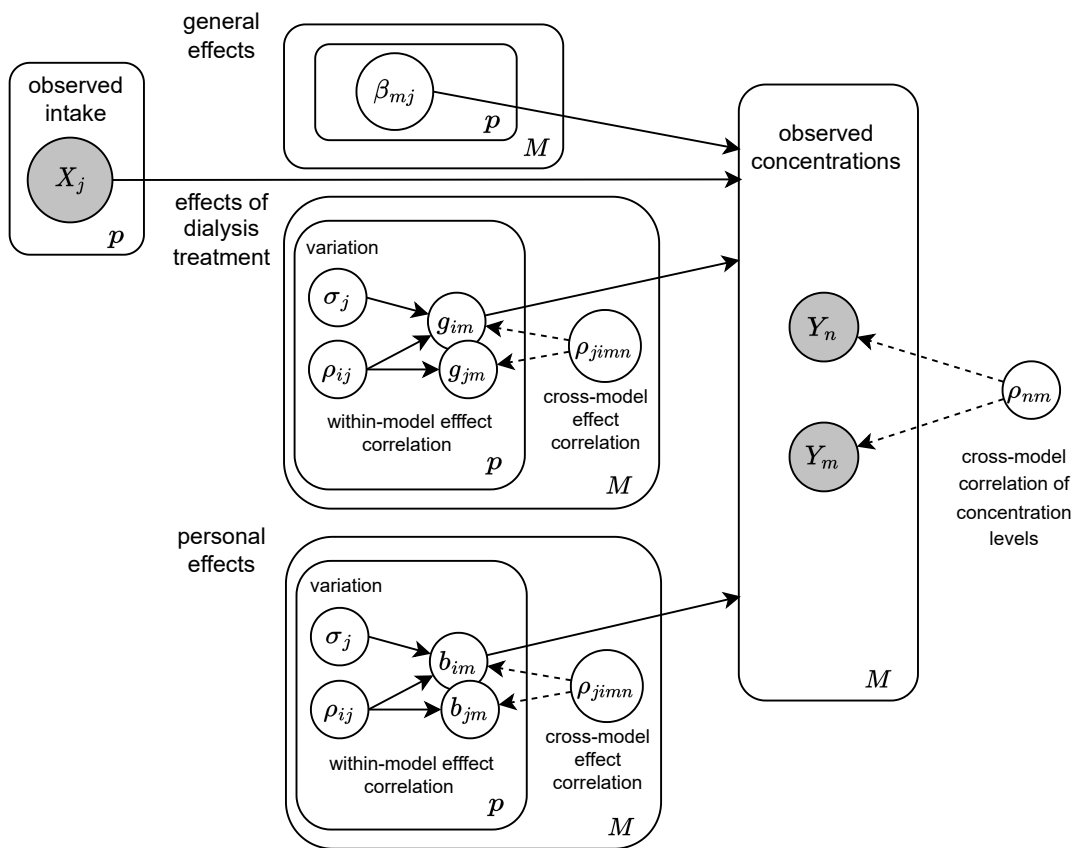 general
effects
β_mj
p
M
observed
intake
X_j
p
observed
concentrations
Y_n
Y_m
M
effects of
dialysis
treatment
variation
σ_j
ρ_ij
g_im
g_jm
within-model efffect
correlation
p
ρ_jimn
cross-model
effect
correlation
M
ρ_nm
cross-model
correlation of
concentration
levels
personal
effects
variation
σ_j
ρ_ij
b_im
b_jm
within-model efffect
correlation
p
ρ_jimn
cross-model
effect
correlation
M